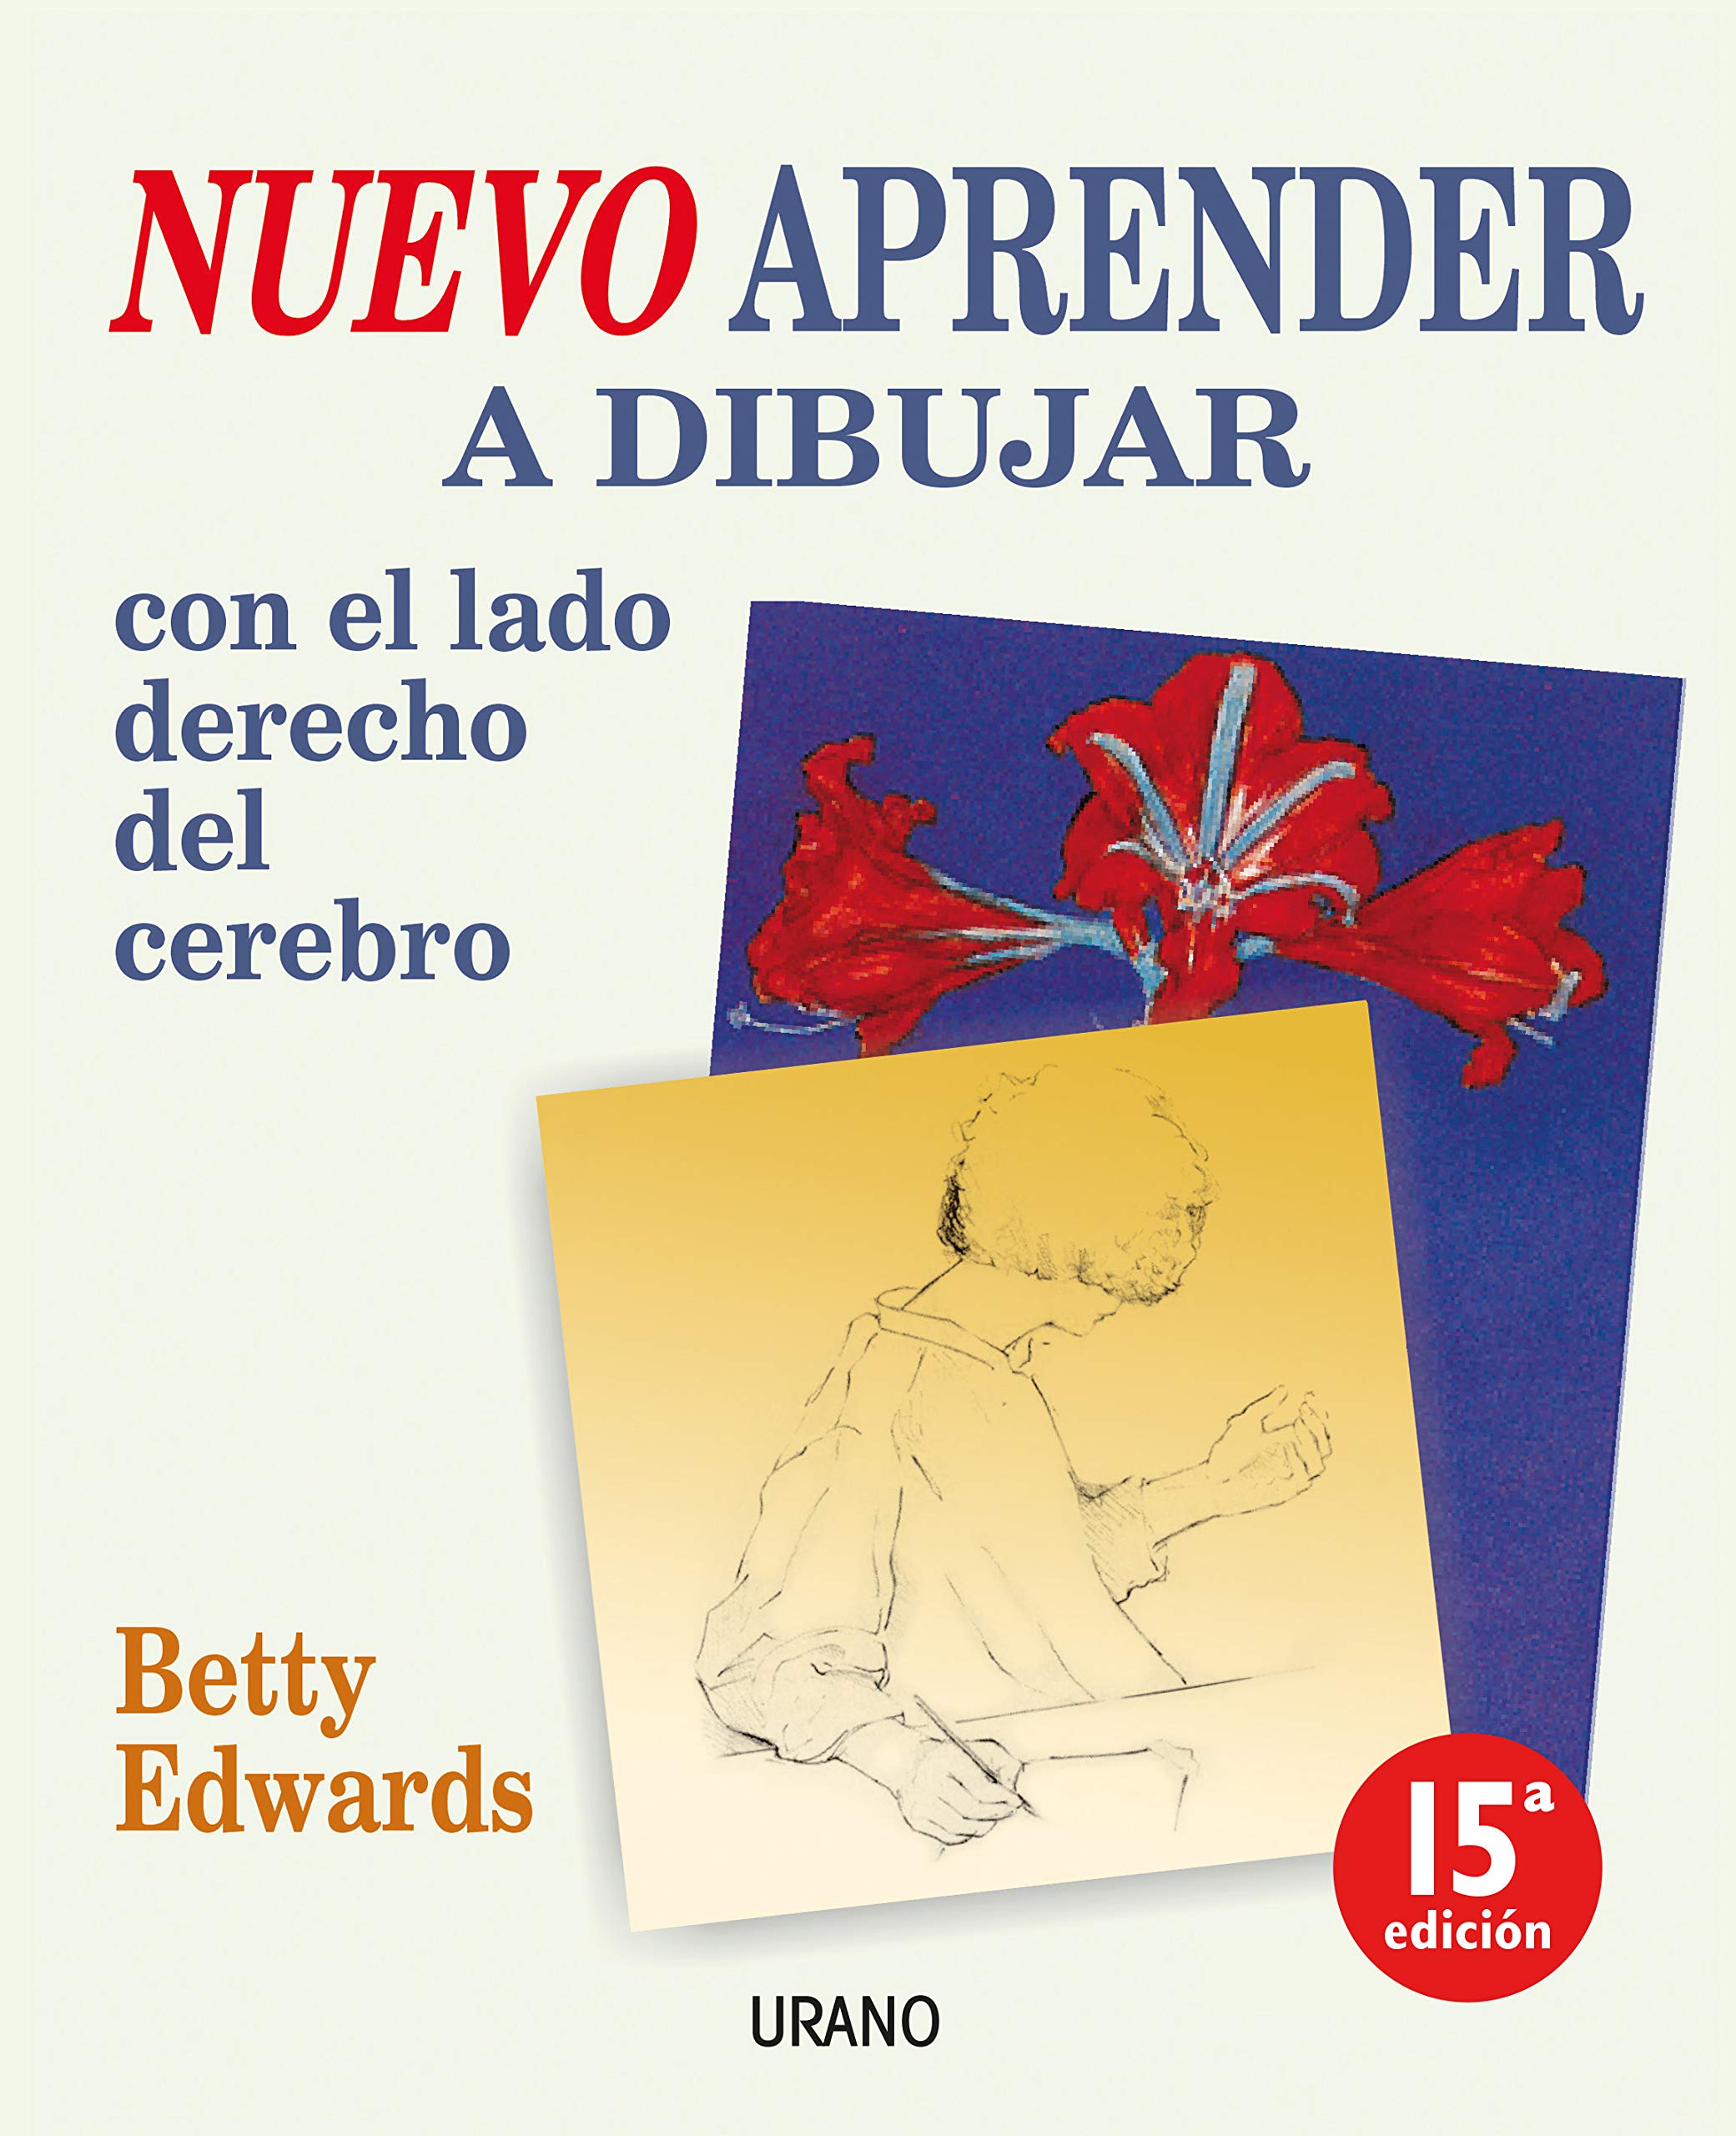 NUEVO APRENDER
A DIBUJAR
con el lado
derecho
del
cerebro
Betty
Edwards
15ª
edición
URANO